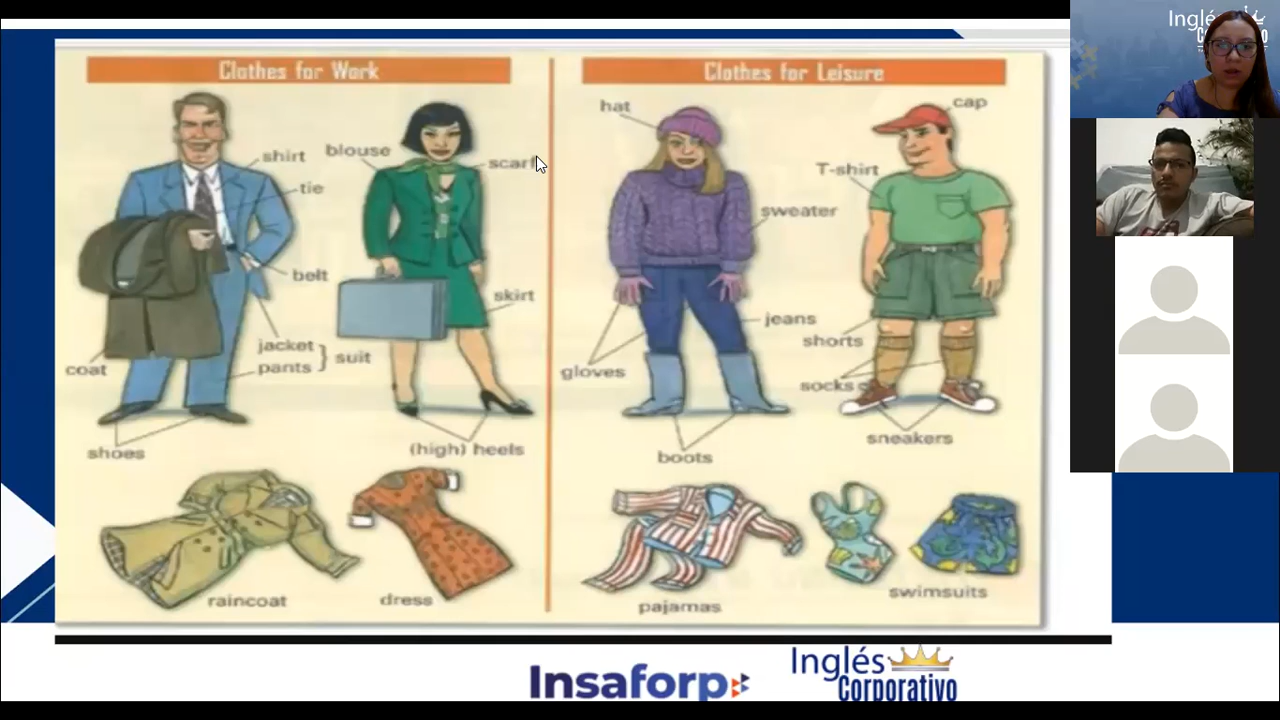 Clothes for Work
shirt
blouse
scarf
tie
belt
skirt
jacket
pants
suit
coat
shoes
(high) heels
raincoat
dress
Clothes for Leisure
hat
cap
T-shirt
sweater
jeans
shorts
gloves
socks
sneakers
boots
pajamas
swimsuits
Insaforp
Inglés
Corporativo